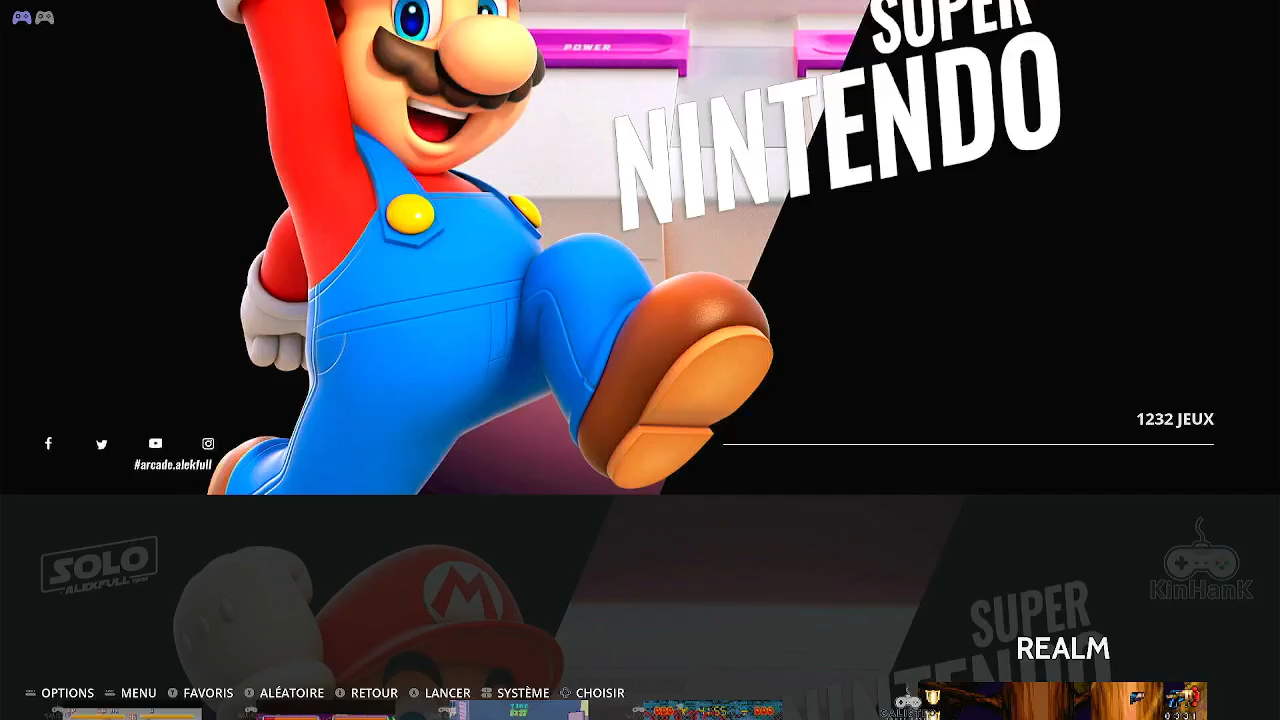 SUPER
NINTENDO
POWER
1232 JEUX
#arcade.alekfull
SOLO
ALEKFULL
KinHanK
SUPER
NINTENDO
REALM
OPTIONS MENU FAVORIS ALÉATOIRE RETOUR LANCER SYSTÈME CHOISIR